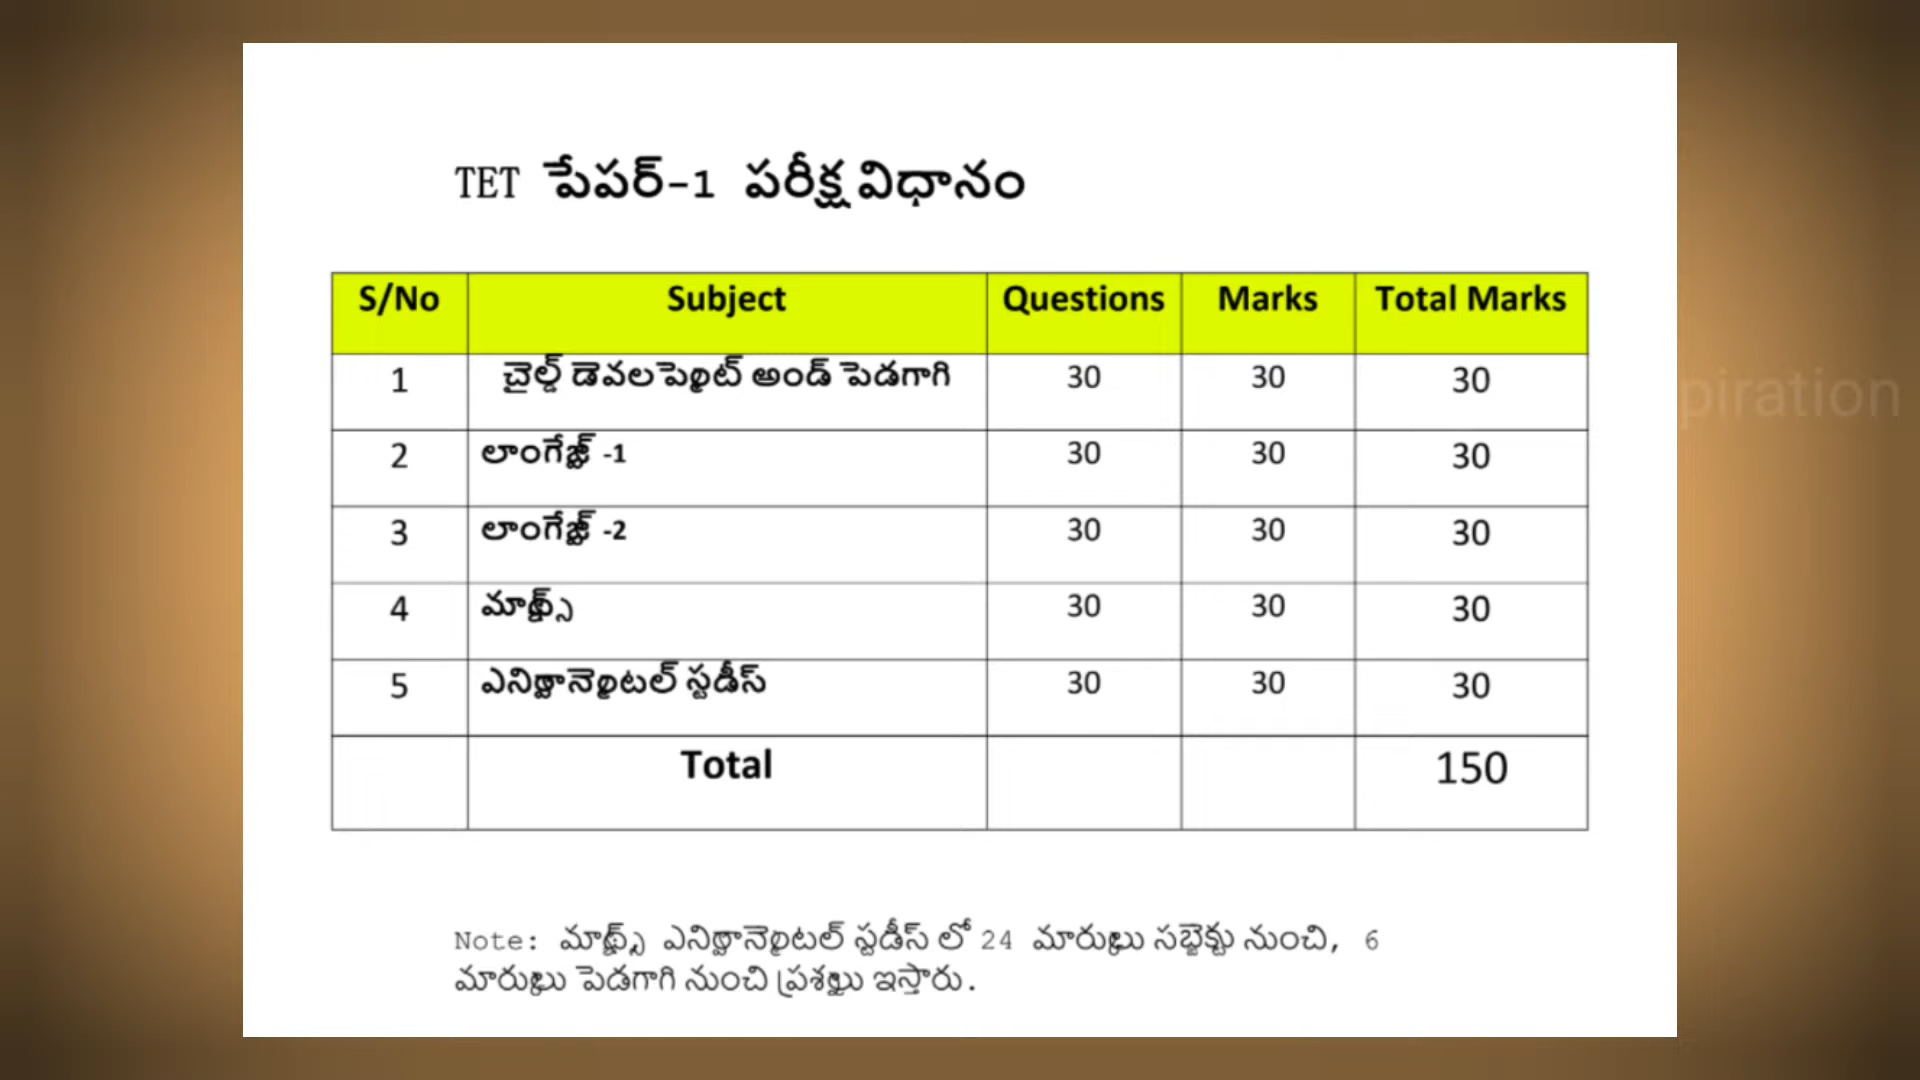 TET పేపర్-1 పరీక్ష విధానం
S/No Subject Questions Marks Total Marks
1 చైల్డ్ డెవలపెమ్ంట్ అండ్ పెడగాగి 30 30 30
2 లాంగేజ్వ్ -1 30 30 30
3 లాంగేజ్వ్ -2 30 30 30
4 మాథ్మ్స్ 30 30 30
5 ఎనివ్రానెమ్ంటల్ స్టడీస్ 30 30 30
Total 150
Note: మాథ్మ్స్ ఎనివ్రానెమ్ంటల్ స్టడీస్ లో 24 మారుక్లు సబ్జెక్టు నుంచి, 6
మారుక్లు పెడగాగి నుంచి ప్రశన్లు ఇస్తారు.
piration